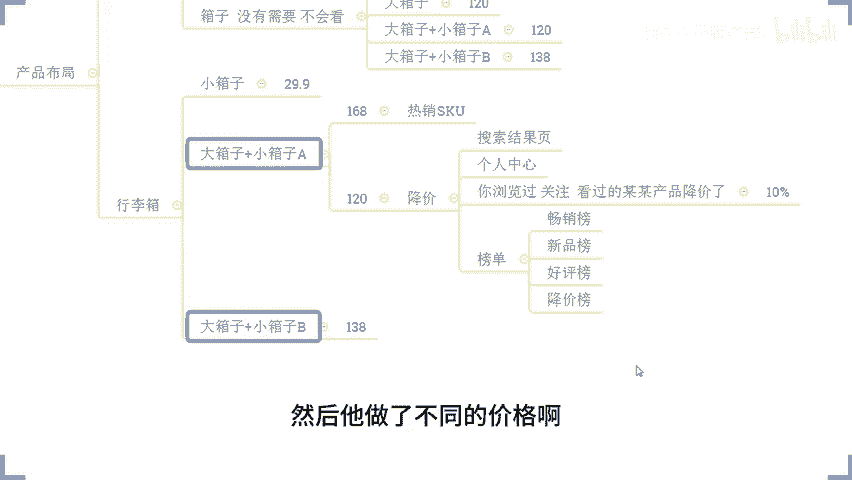 大箱子 120
箱子 没有需要 不会看
大箱子+小箱子A 120
大箱子+小箱子B 138
产品布局
小箱子 29.9
168 热销SKU
搜索结果页
大箱子+小箱子A
个人中心
你浏览过 关注 看过的某某产品降价了 10%
120 降价
行李箱
畅销榜
新品榜
榜单
好评榜
降价榜
大箱子+小箱子B 138
然后他做了不同的价格啊
bilibili